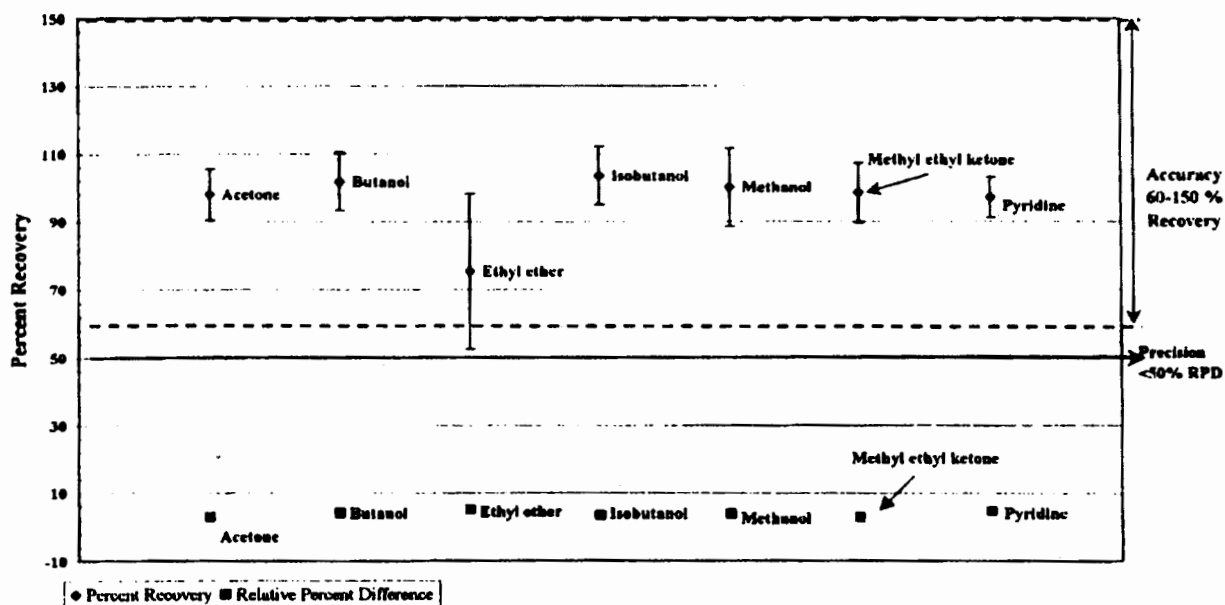 150
130
110
90
70
50
30
10
-10
Percent Recovery
Acetone
Butanol
Ethyl ether
Isobutanol
Methanol
Methyl ethyl ketone
Pyridine
Accuracy
60-150 %
Recovery
Precision
<50% RPD
Methyl ethyl ketone
Acetone
Butanol
Ethyl ether
Isobutanol
Methanol
Pyridine
Percent Recovery Relative Percent Difference